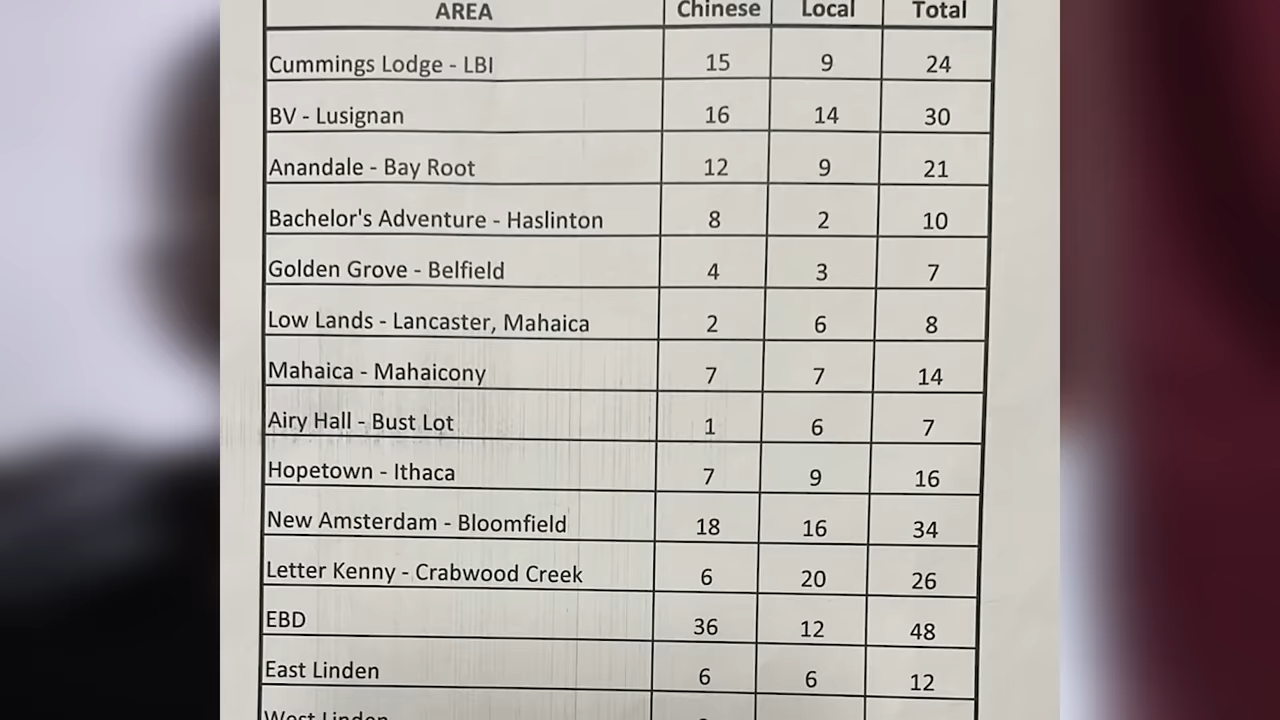 AREA Chinese Local Total
Cummings Lodge - LBI 15 9 24
BV - Lusignan 16 14 30
Anandale - Bay Root 12 9 21
Bachelor's Adventure - Haslinton 8 2 10
Golden Grove - Belfield 4 3 7
Low Lands - Lancaster, Mahaica 2 6 8
Mahaica - Mahaicony 7 7 14
Airy Hall - Bust Lot 1 6 7
Hopetown - Ithaca 7 9 16
New Amsterdam - Bloomfield 18 16 34
Letter Kenny - Crabwood Creek 6 20 26
EBD 36 12 48
East Linden 6 6 12
West Linden